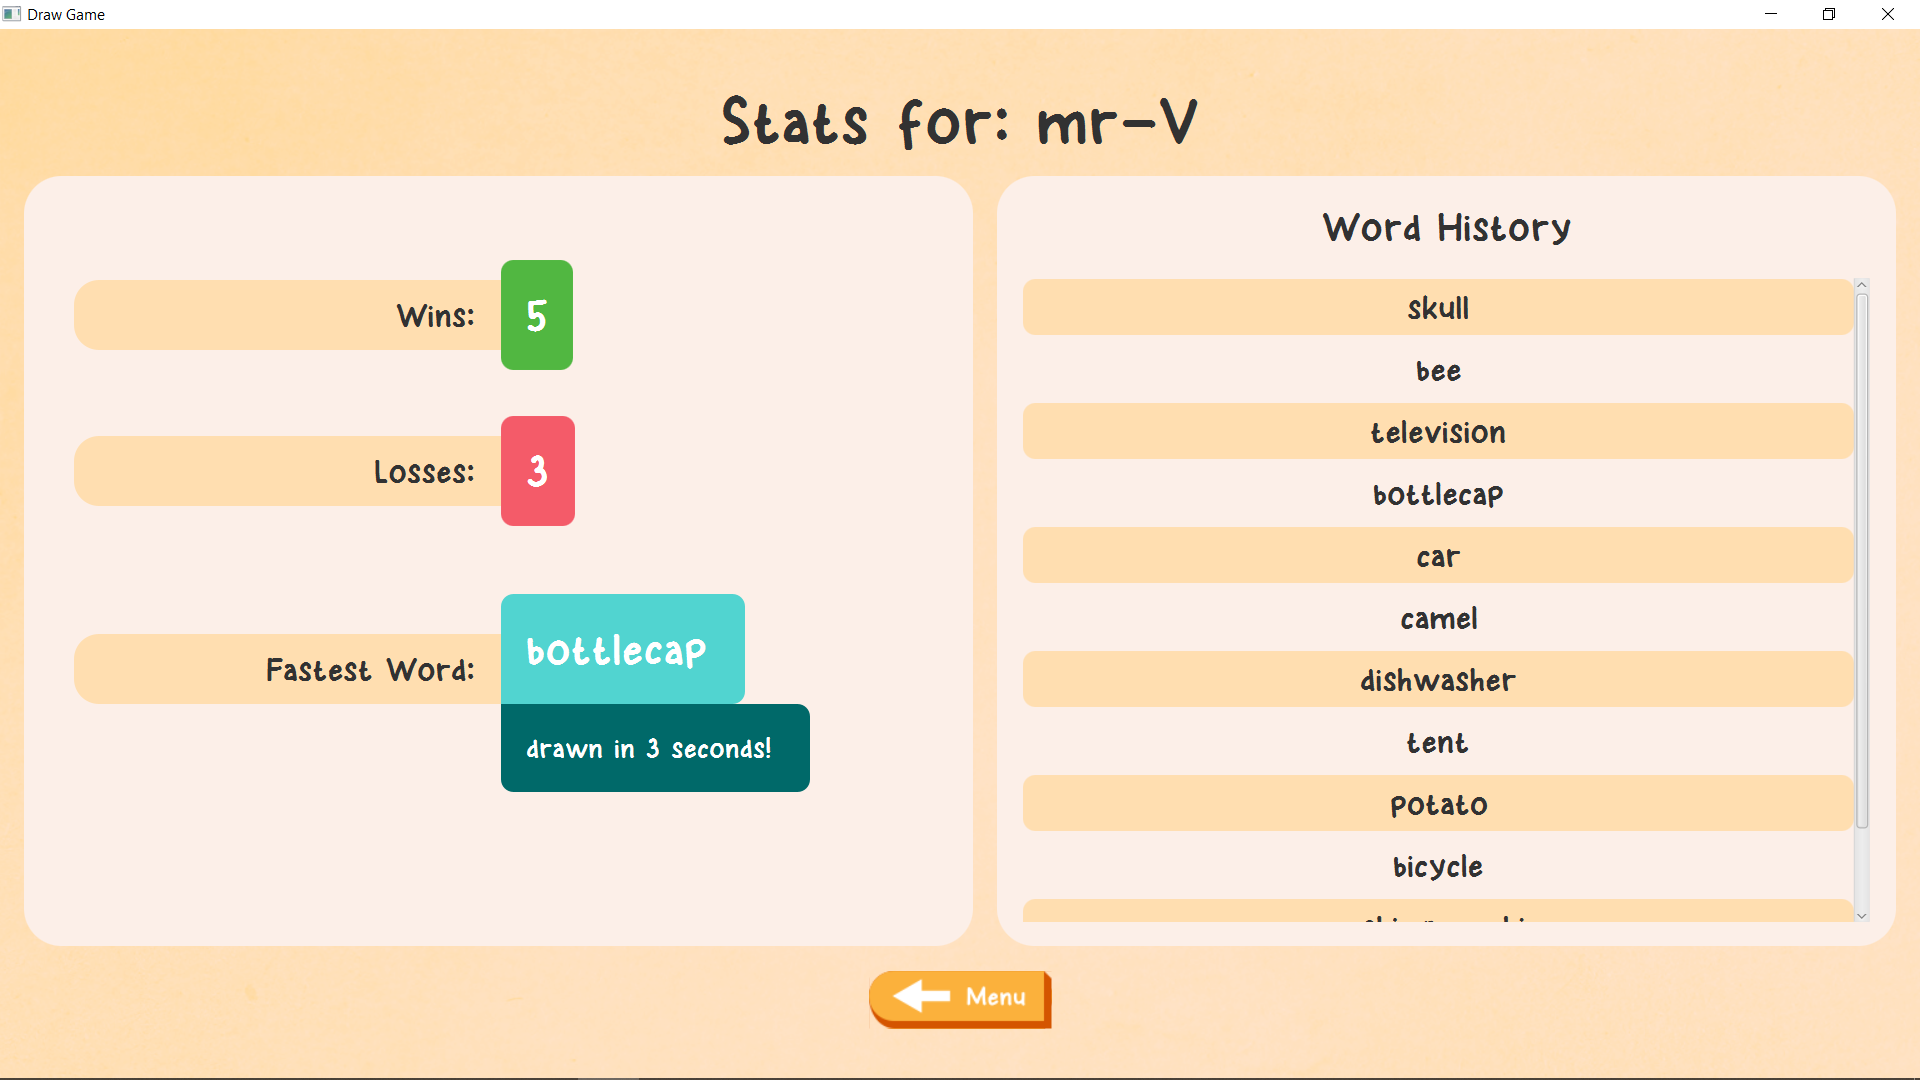 Draw Game
Stats for: mr-V
Wins:
5
Losses:
3
Fastest Word:
bottlecap
drawn in 3 seconds!
Word History
skull
bee
television
bottlecap
car
camel
dishwasher
tent
potato
bicycle
Menu